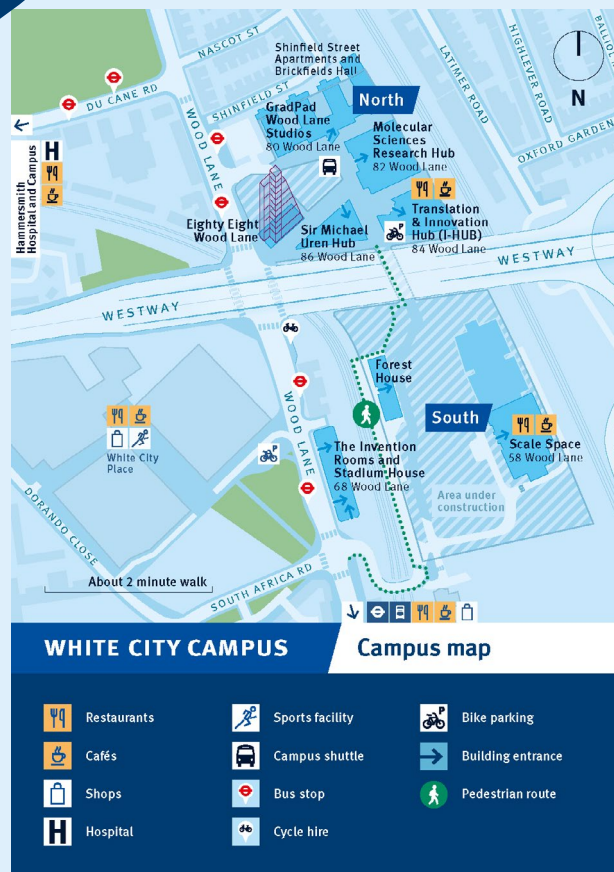 NASCOT ST
Shinfield Street
Apartments and
Brickfields Hall
North
LATIMER ROAD
HIGHLEVER ROAD
BALLIOL
N
DU CANE RD
SHINFIELD ST
WOOD LANE
GradPad
Wood Lane
Studios
80 Wood Lane
Molecular
Sciences
Research Hub
82 Wood Lane
OXFORD GARDEN
H
Hammersmith
Hospital and Campus
Eighty Eight
Wood Lane
Sir Michael
Uren Hub
86 Wood Lane
P
Translation
& Innovation
Hub (I-HUB)
84 Wood Lane
WESTWAY
WESTWAY
Forest
House
South
WOOD LANE
White City
Place
P
The Invention
Rooms and
Stadium House
68 Wood Lane
Scale Space
58 Wood Lane
Area under
construction
DORANDO CLOSE
About 2 minute walk
SOUTH AFRICA RD
WHITE CITY CAMPUS
Campus map
Restaurants
Sports facility
P
Bike parking
Cafés
Campus shuttle
Building entrance
Shops
Bus stop
Pedestrian route
H
Hospital
Cycle hire